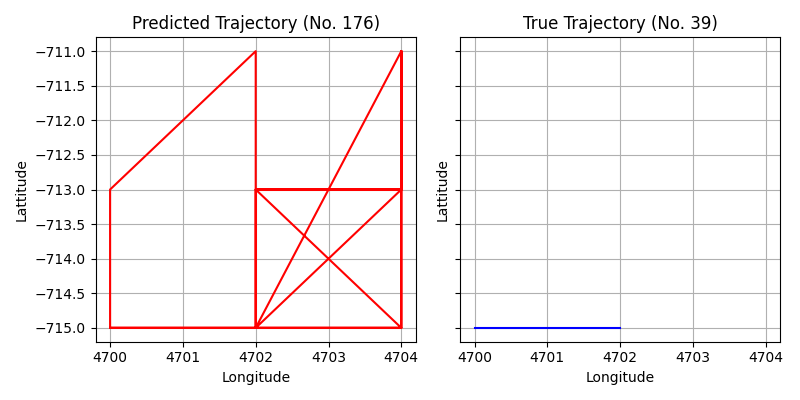 Predicted Trajectory (No. 176)
Lattitude
−711.0
−711.5
−712.0
−712.5
−713.0
−713.5
−714.0
−714.5
−715.0
4700 4701 4702 4703 4704
Longitude
True Trajectory (No. 39)
Lattitude
4700 4701 4702 4703 4704
Longitude